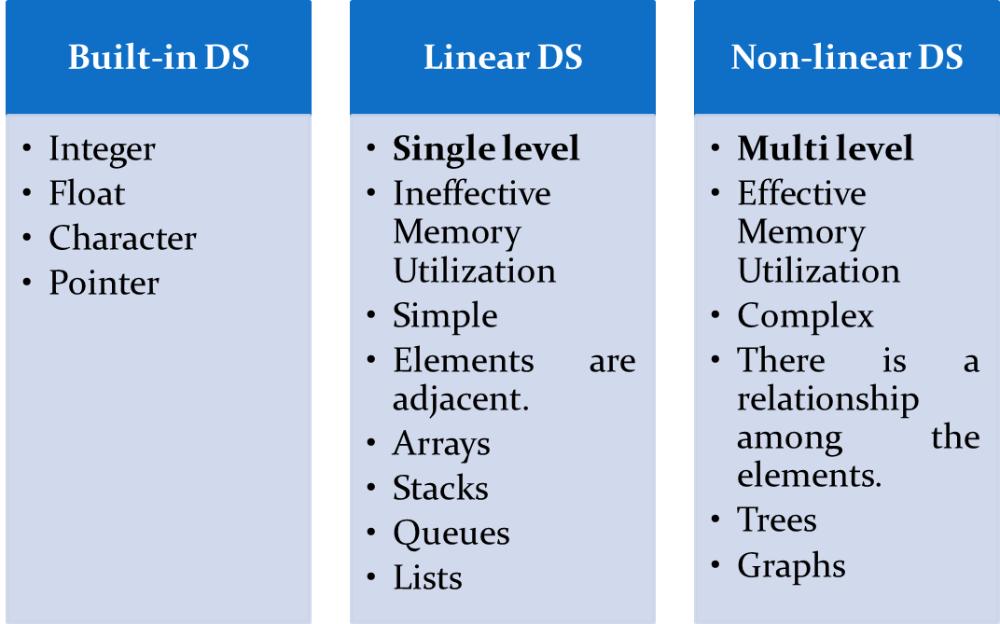 Built-in DS
• Integer
• Float
• Character
• Pointer
Linear DS
• Single level
• Ineffective
Memory
Utilization
• Simple
• Elements are
adjacent.
• Arrays
• Stacks
• Queues
• Lists
Non-linear DS
• Multi level
• Effective
Memory
Utilization
• Complex
• There is a
relationship
among the
elements.
• Trees
• Graphs